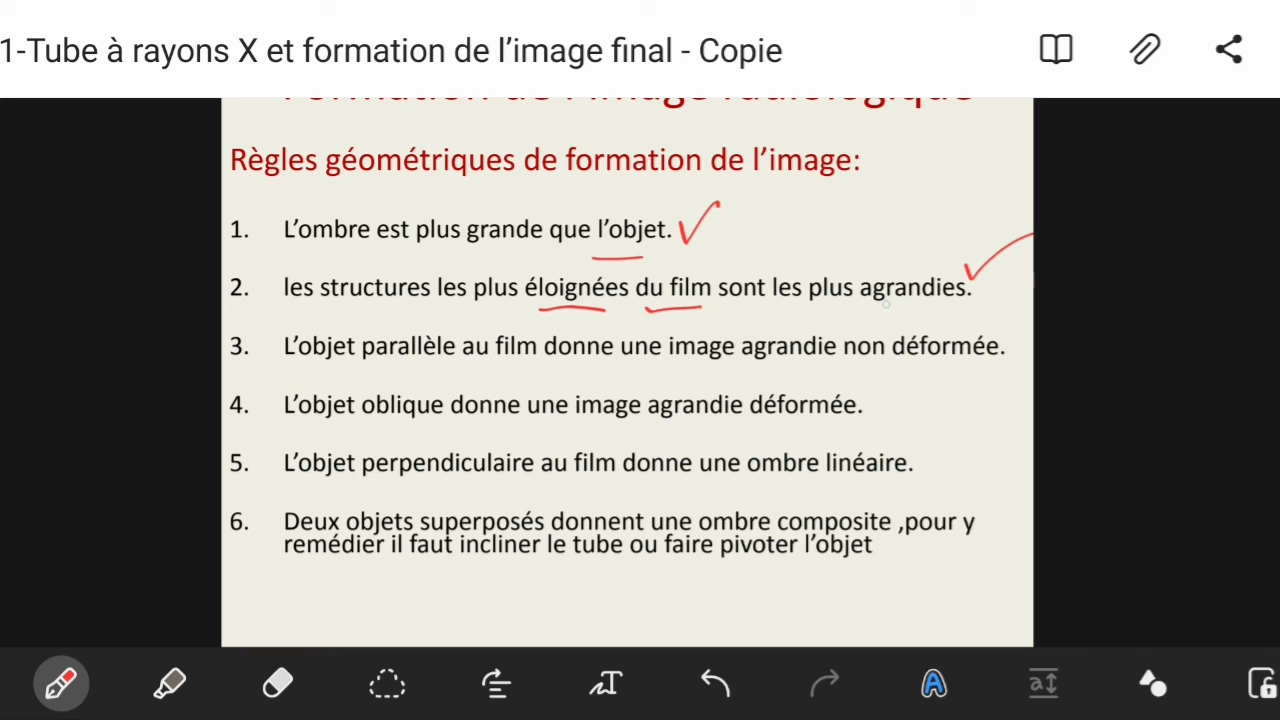 1-Tube à rayons X et formation de l'image final - Copie
Formation de l'image radiologique
Règles géométriques de formation de l'image:
1. L'ombre est plus grande que l'objet.
2. les structures les plus éloignées du film sont les plus agrandies.
3. L'objet parallèle au film donne une image agrandie non déformée.
4. L'objet oblique donne une image agrandie déformée.
5. L'objet perpendiculaire au film donne une ombre linéaire.
6. Deux objets superposés donnent une ombre composite ,pour y
remédier il faut incliner le tube ou faire pivoter l'objet